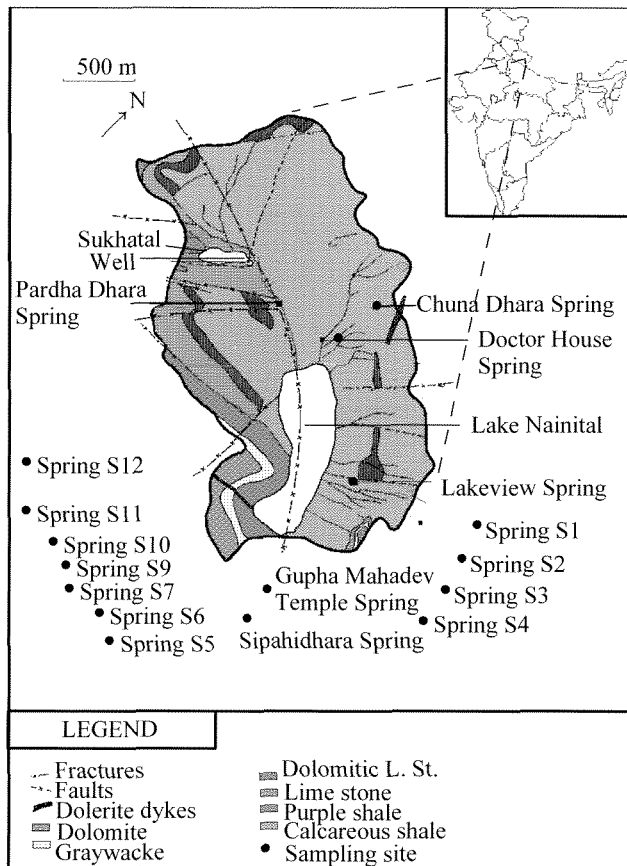 500 m
N
Sukhatal
Well
Pardha Dhara
Spring
Chuna Dhara Spring
Doctor House
Spring
Lake Nainital
Lakeview Spring
Spring S12
Spring S11
Spring S10
Spring S9
Spring S7
Spring S6
Spring S5
Gupha Mahadev
Temple Spring
Sipahidhara Spring
Spring S1
Spring S2
Spring S3
Spring S4
LEGEND
Fractures
Faults
Dolerite dykes
Dolomite
Graywacke
Dolomitic L. St.
Lime stone
Purple shale
Calcareous shale
Sampling site